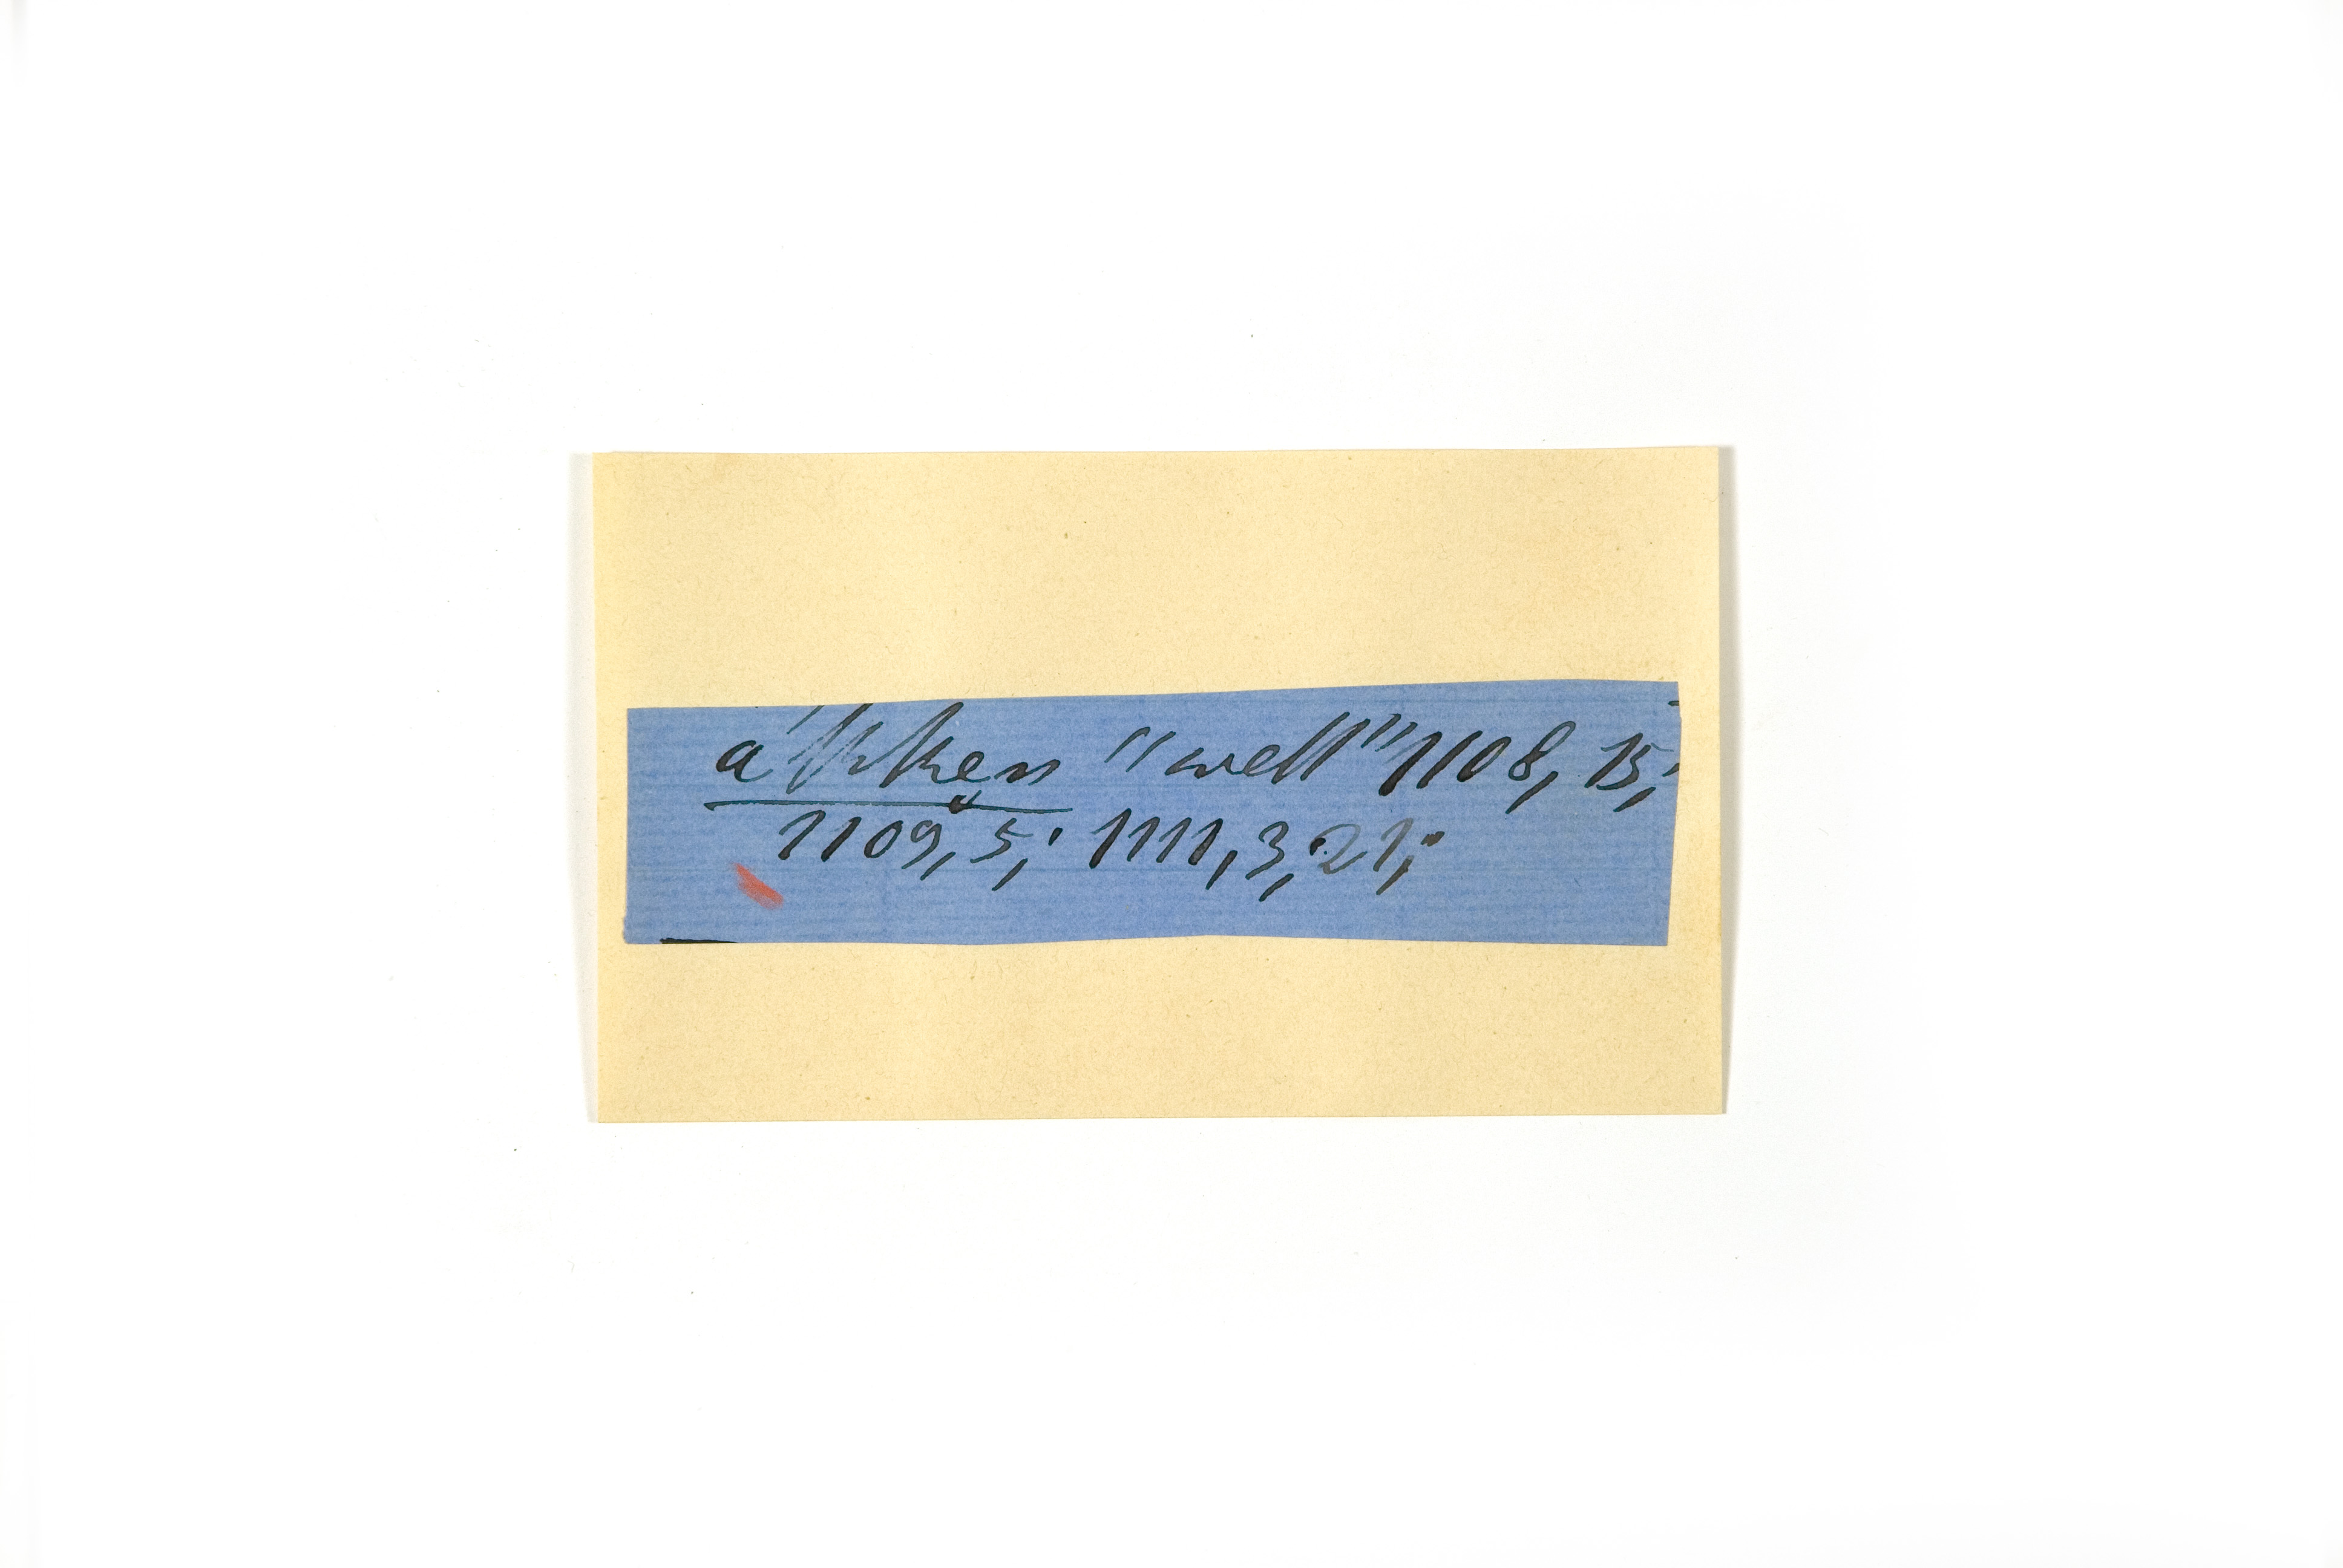 "well" 1108, 15;
1109, 5; 1111, 3, 21;